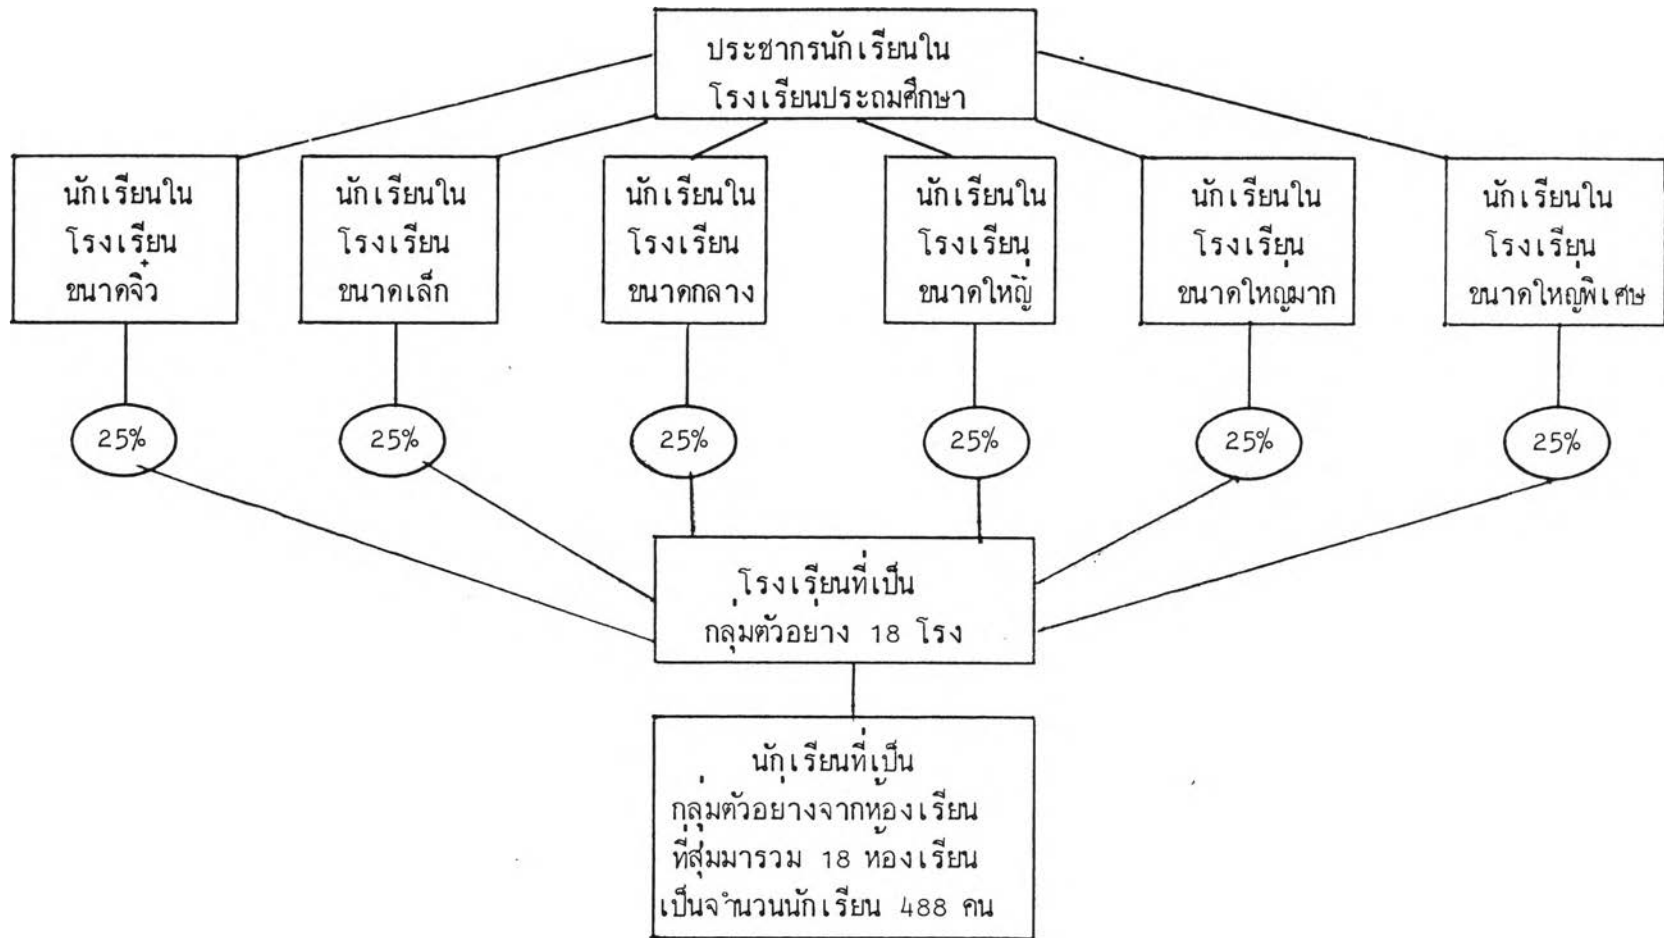 ประชากรนักเรียนใน
โรงเรียนประถมศึกษา
นักเรียนใน
โรงเรียน
ขนาดจิ๋ว
นักเรียนใน
โรงเรียน
ขนาดเล็ก
นักเรียนใน
โรงเรียน
ขนาดกลาง
นักเรียนใน
โรงเรียน
ขนาดใหญ่
นักเรียนใน
โรงเรียน
ขนาดใหญ่มาก
นักเรียนใน
โรงเรียน
ขนาดใหญ่พิเศษ
25%
25%
25%
25%
25%
25%
โรงเรียนที่เป็น
กลุ่มตัวอย่าง 18 โรง
นักเรียนที่เป็น
กลุ่มตัวอย่างจากห้องเรียน
ที่สุ่มมารวม 18 ห้องเรียน
เป็นจำนวนนักเรียน 488 คน